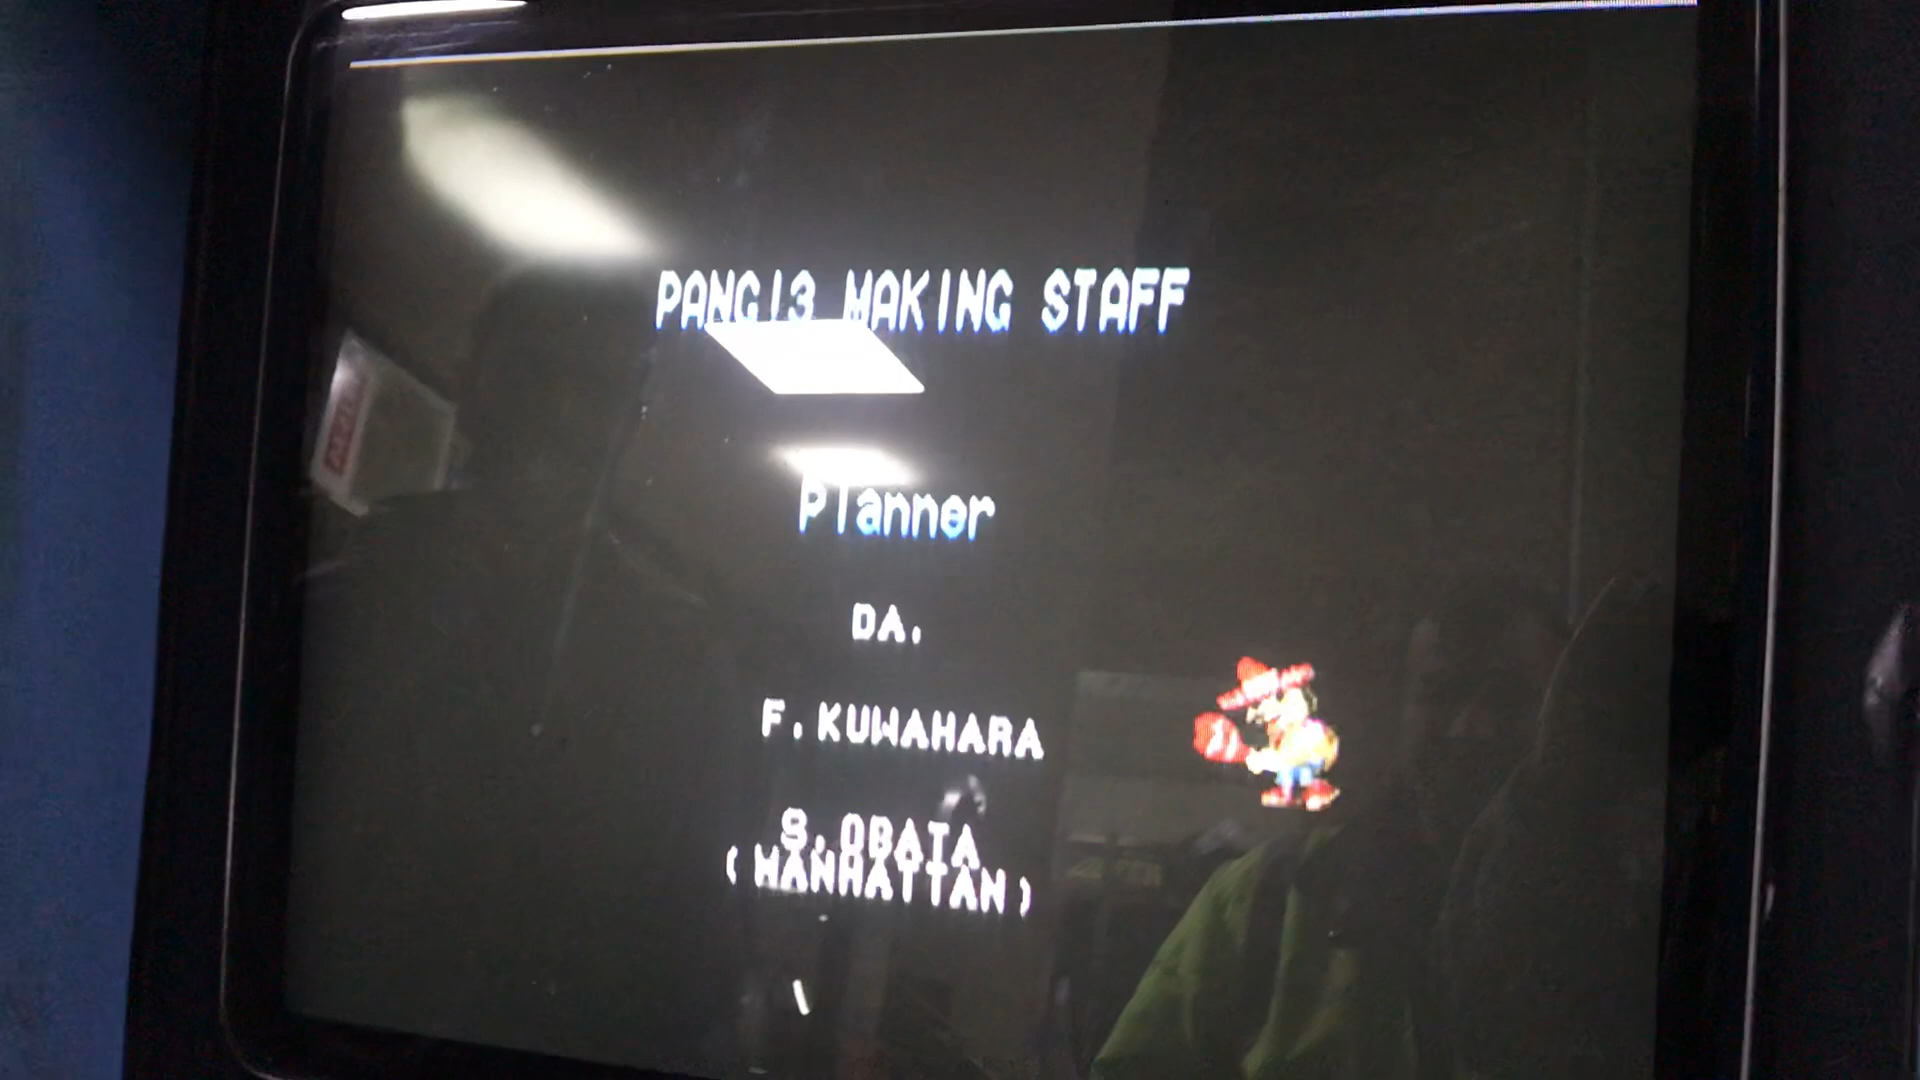 PANG!3 MAKING STAFF
Planner
DA.
F.KUWAHARA
S.OBATA
(MANHATTAN)